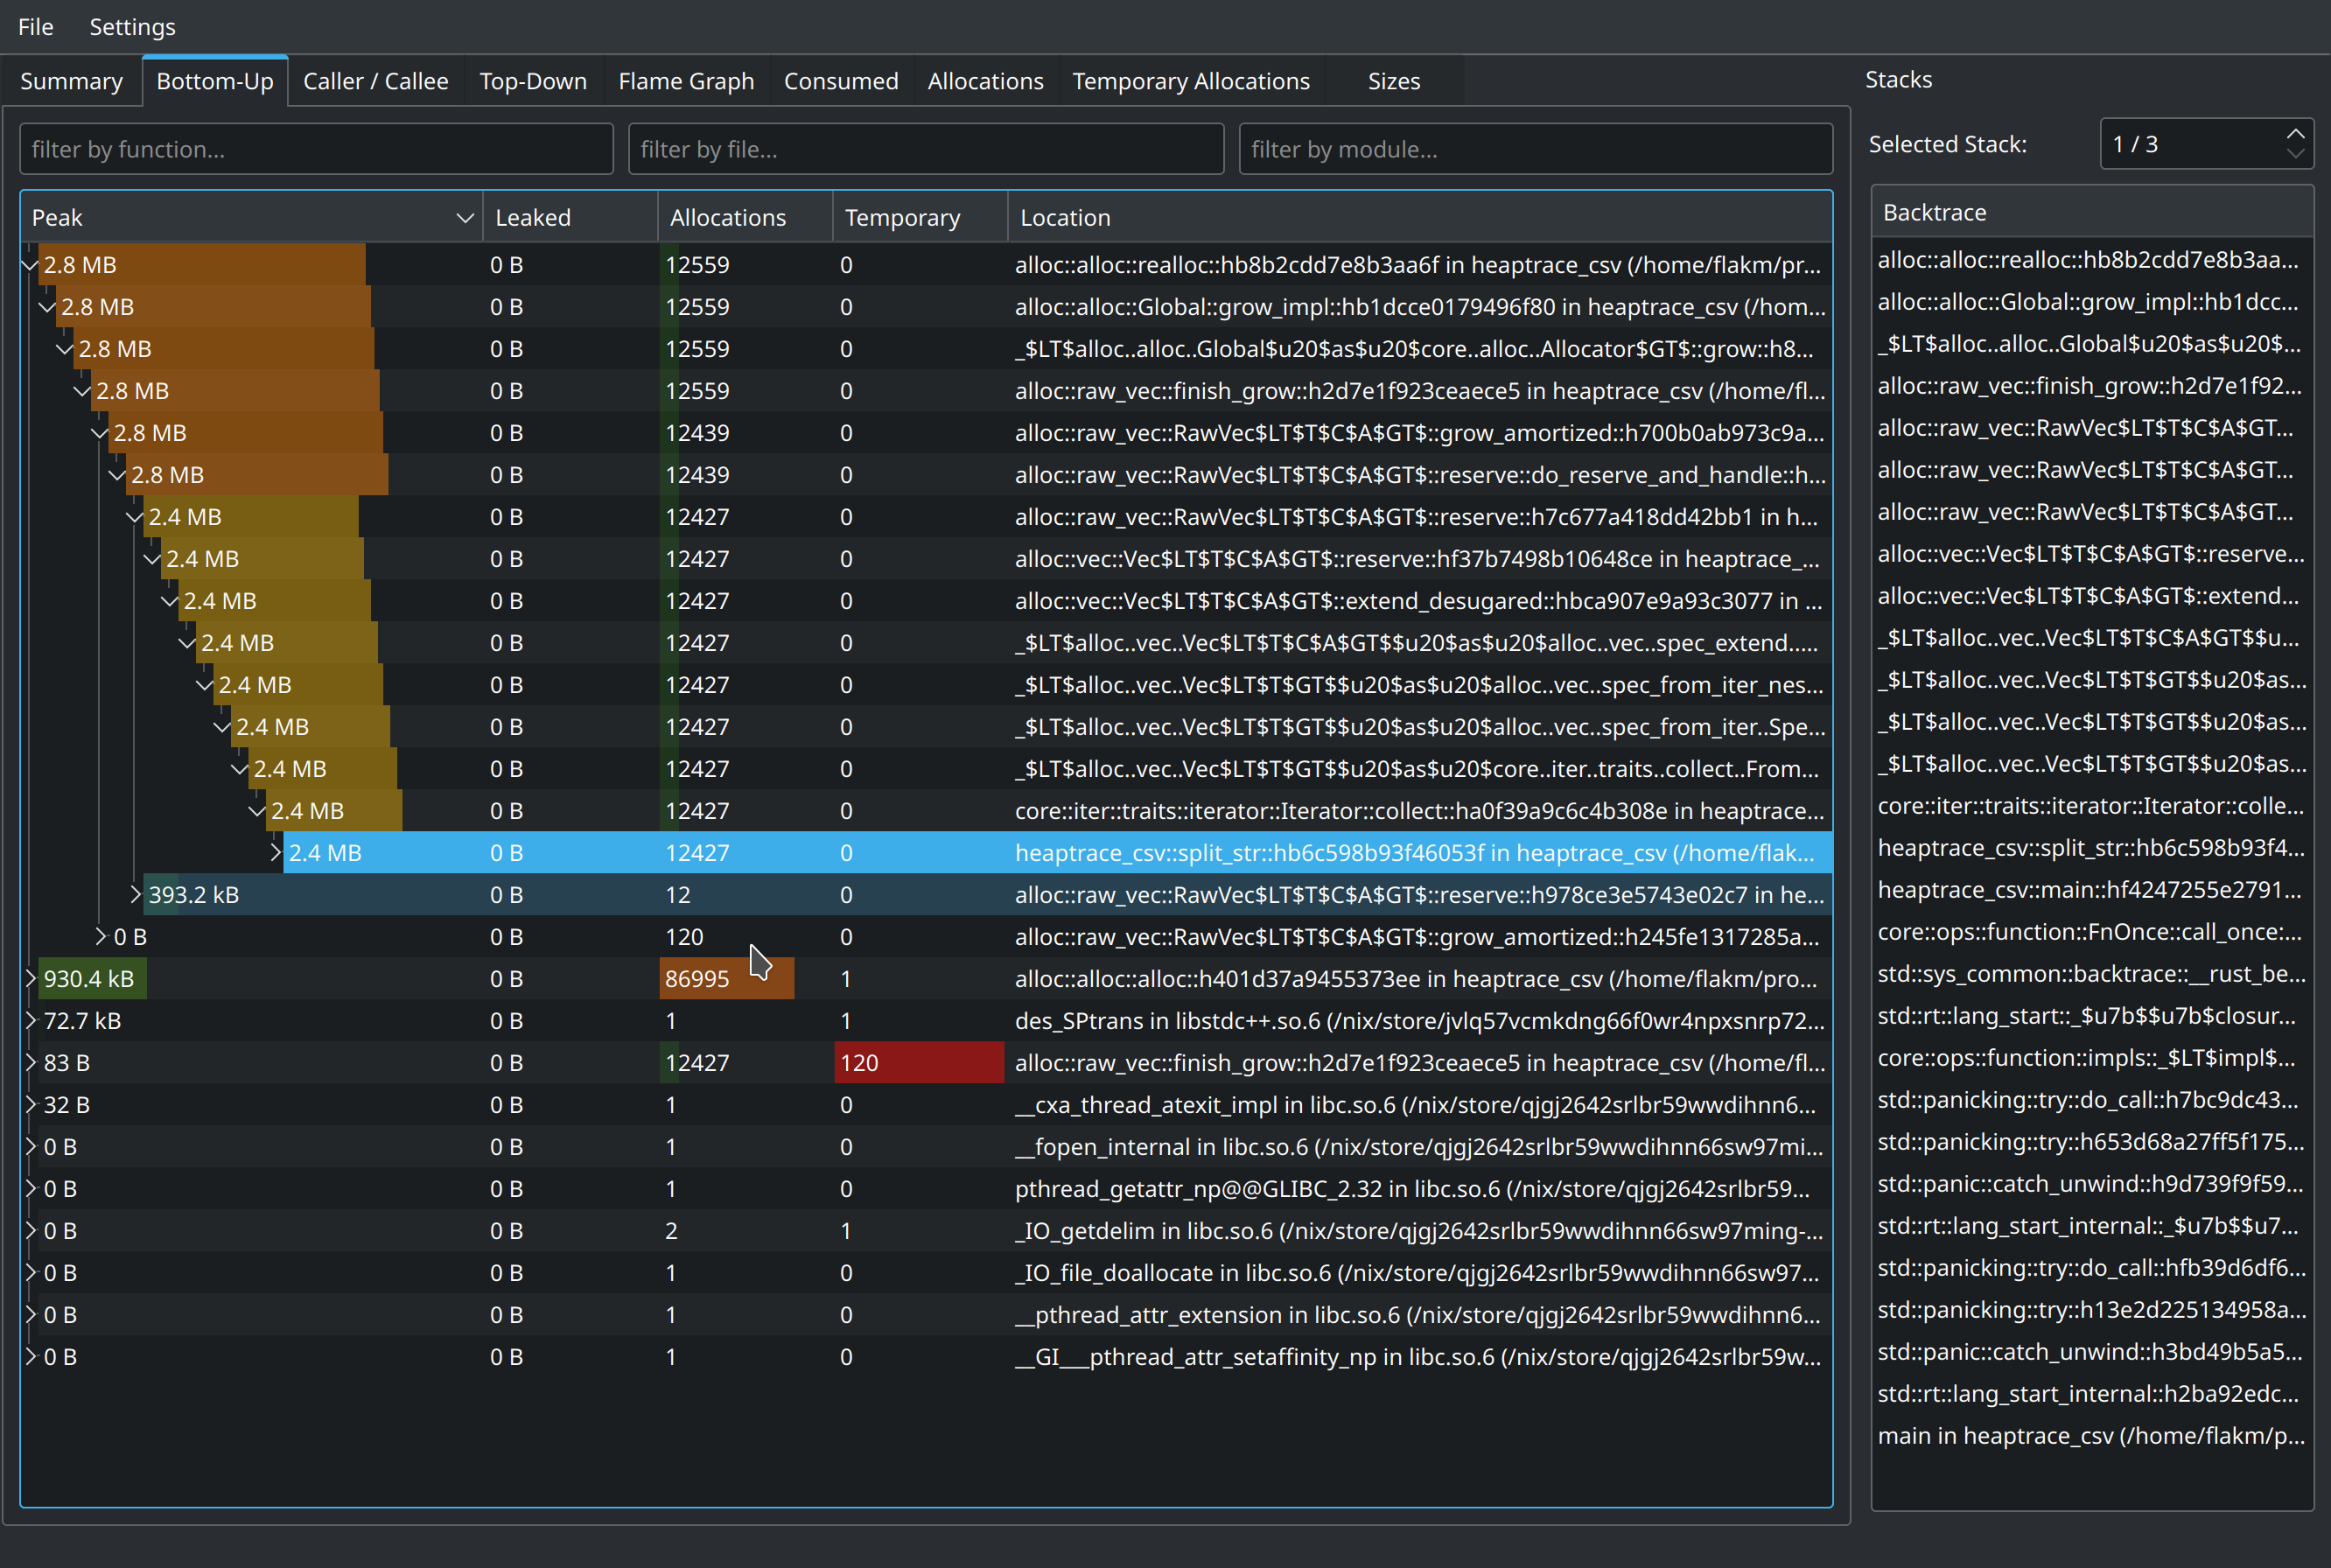 File Settings
Summary Bottom-Up Caller / Callee Top-Down Flame Graph Consumed Allocations Temporary Allocations Sizes
filter by function... filter by file... filter by module...
Peak Leaked Allocations Temporary Location
2.8 MB 0 B 12559 0 alloc::alloc::realloc::hb8b2cdd7e8b3aa6f in heaptrace_csv (/home/flakm/pr...
2.8 MB 0 B 12559 0 alloc::alloc::Global::grow_impl::hb1dcce0179496f80 in heaptrace_csv (/hom...
2.8 MB 0 B 12559 0 _$LT$alloc..alloc..Global$u20$as$u20$core..alloc..Allocator$GT$::grow::h8...
2.8 MB 0 B 12559 0 alloc::raw_vec::finish_grow::h2d7e1f923ceaece5 in heaptrace_csv (/home/fl...
2.8 MB 0 B 12439 0 alloc::raw_vec::RawVec$LT$T$C$A$GT$::grow_amortized::h700b0ab973c9a...
2.8 MB 0 B 12439 0 alloc::raw_vec::RawVec$LT$T$C$A$GT$::reserve::do_reserve_and_handle::h...
2.4 MB 0 B 12427 0 alloc::raw_vec::RawVec$LT$T$C$A$GT$::reserve::h7c677a418dd42bb1 in h...
2.4 MB 0 B 12427 0 alloc::vec::Vec$LT$T$C$A$GT$::reserve::hf37b7498b10648ce in heaptrace_...
2.4 MB 0 B 12427 0 alloc::vec::Vec$LT$T$C$A$GT$::extend_desugared::hbca907e9a93c3077 in ...
2.4 MB 0 B 12427 0 _$LT$alloc..vec..Vec$LT$T$C$A$GT$$u20$as$u20$alloc..vec..spec_extend.....
2.4 MB 0 B 12427 0 _$LT$alloc..vec..Vec$LT$T$GT$$u20$as$u20$alloc..vec..spec_from_iter_nes...
2.4 MB 0 B 12427 0 _$LT$alloc..vec..Vec$LT$T$GT$$u20$as$u20$alloc..vec..spec_from_iter..Spe...
2.4 MB 0 B 12427 0 _$LT$alloc..vec..Vec$LT$T$GT$$u20$as$u20$core..iter..traits..collect..From...
2.4 MB 0 B 12427 0 core::iter::traits::iterator::Iterator::collect::ha0f39a9c6c4b308e in heaptrace...
2.4 MB 0 B 12427 0 heaptrace_csv::split_str::hb6c598b93f46053f in heaptrace_csv (/home/flak...
393.2 kB 0 B 12 0 alloc::raw_vec::RawVec$LT$T$C$A$GT$::reserve::h978ce3e5743e02c7 in he...
0 B 0 B 120 0 alloc::raw_vec::RawVec$LT$T$C$A$GT$::grow_amortized::h245fe1317285a...
930.4 kB 0 B 86995 1 alloc::alloc::alloc::h401d37a9455373ee in heaptrace_csv (/home/flakm/pro...
72.7 kB 0 B 1 1 des_SPtrans in libstdc++.so.6 (/nix/store/jvlq57vcmkdng66f0wr4npxsnrp72...
83 B 0 B 12427 120 alloc::raw_vec::finish_grow::h2d7e1f923ceaece5 in heaptrace_csv (/home/fl...
32 B 0 B 1 0 __cxa_thread_atexit_impl in libc.so.6 (/nix/store/qjgj2642srlbr59wwdihnn6...
0 B 0 B 1 0 __fopen_internal in libc.so.6 (/nix/store/qjgj2642srlbr59wwdihnn66sw97mi...
0 B 0 B 1 0 pthread_getattr_np@@GLIBC_2.32 in libc.so.6 (/nix/store/qjgj2642srlbr59...
0 B 0 B 2 1 _IO_getdelim in libc.so.6 (/nix/store/qjgj2642srlbr59wwdihnn66sw97ming-...
0 B 0 B 1 0 _IO_file_doallocate in libc.so.6 (/nix/store/qjgj2642srlbr59wwdihnn66sw97...
0 B 0 B 1 0 __pthread_attr_extension in libc.so.6 (/nix/store/qjgj2642srlbr59wwdihnn6...
0 B 0 B 1 0 __GI___pthread_attr_setaffinity_np in libc.so.6 (/nix/store/qjgj2642srlbr59w...
Stacks
Selected Stack: 1 / 3
Backtrace
alloc::alloc::realloc::hb8b2cdd7e8b3aa...
alloc::alloc::Global::grow_impl::hb1dcc...
_$LT$alloc..alloc..Global$u20$as$u20$...
alloc::raw_vec::finish_grow::h2d7e1f92...
alloc::raw_vec::RawVec$LT$T$C$A$GT...
alloc::raw_vec::RawVec$LT$T$C$A$GT...
alloc::raw_vec::RawVec$LT$T$C$A$GT...
alloc::vec::Vec$LT$T$C$A$GT$::reserve...
alloc::vec::Vec$LT$T$C$A$GT$::extend...
_$LT$alloc..vec..Vec$LT$T$C$A$GT$$u...
_$LT$alloc..vec..Vec$LT$T$GT$$u20$as...
_$LT$alloc..vec..Vec$LT$T$GT$$u20$as...
_$LT$alloc..vec..Vec$LT$T$GT$$u20$as...
core::iter::traits::iterator::Iterator::colle...
heaptrace_csv::split_str::hb6c598b93f4...
heaptrace_csv::main::hf4247255e2791...
core::ops::function::FnOnce::call_once:...
std::sys_common::backtrace::__rust_be...
std::rt::lang_start::_$u7b$$u7b$closur...
core::ops::function::impls::_$LT$impl$...
std::panicking::try::do_call::h7bc9dc43...
std::panicking::try::h653d68a27ff5f175...
std::panic::catch_unwind::h9d739f9f59...
std::rt::lang_start_internal::_$u7b$$u7...
std::panicking::try::do_call::hfb39d6df6...
std::panicking::try::h13e2d225134958a...
std::panic::catch_unwind::h3bd49b5a5...
std::rt::lang_start_internal::h2ba92edc...
main in heaptrace_csv (/home/flakm/p...